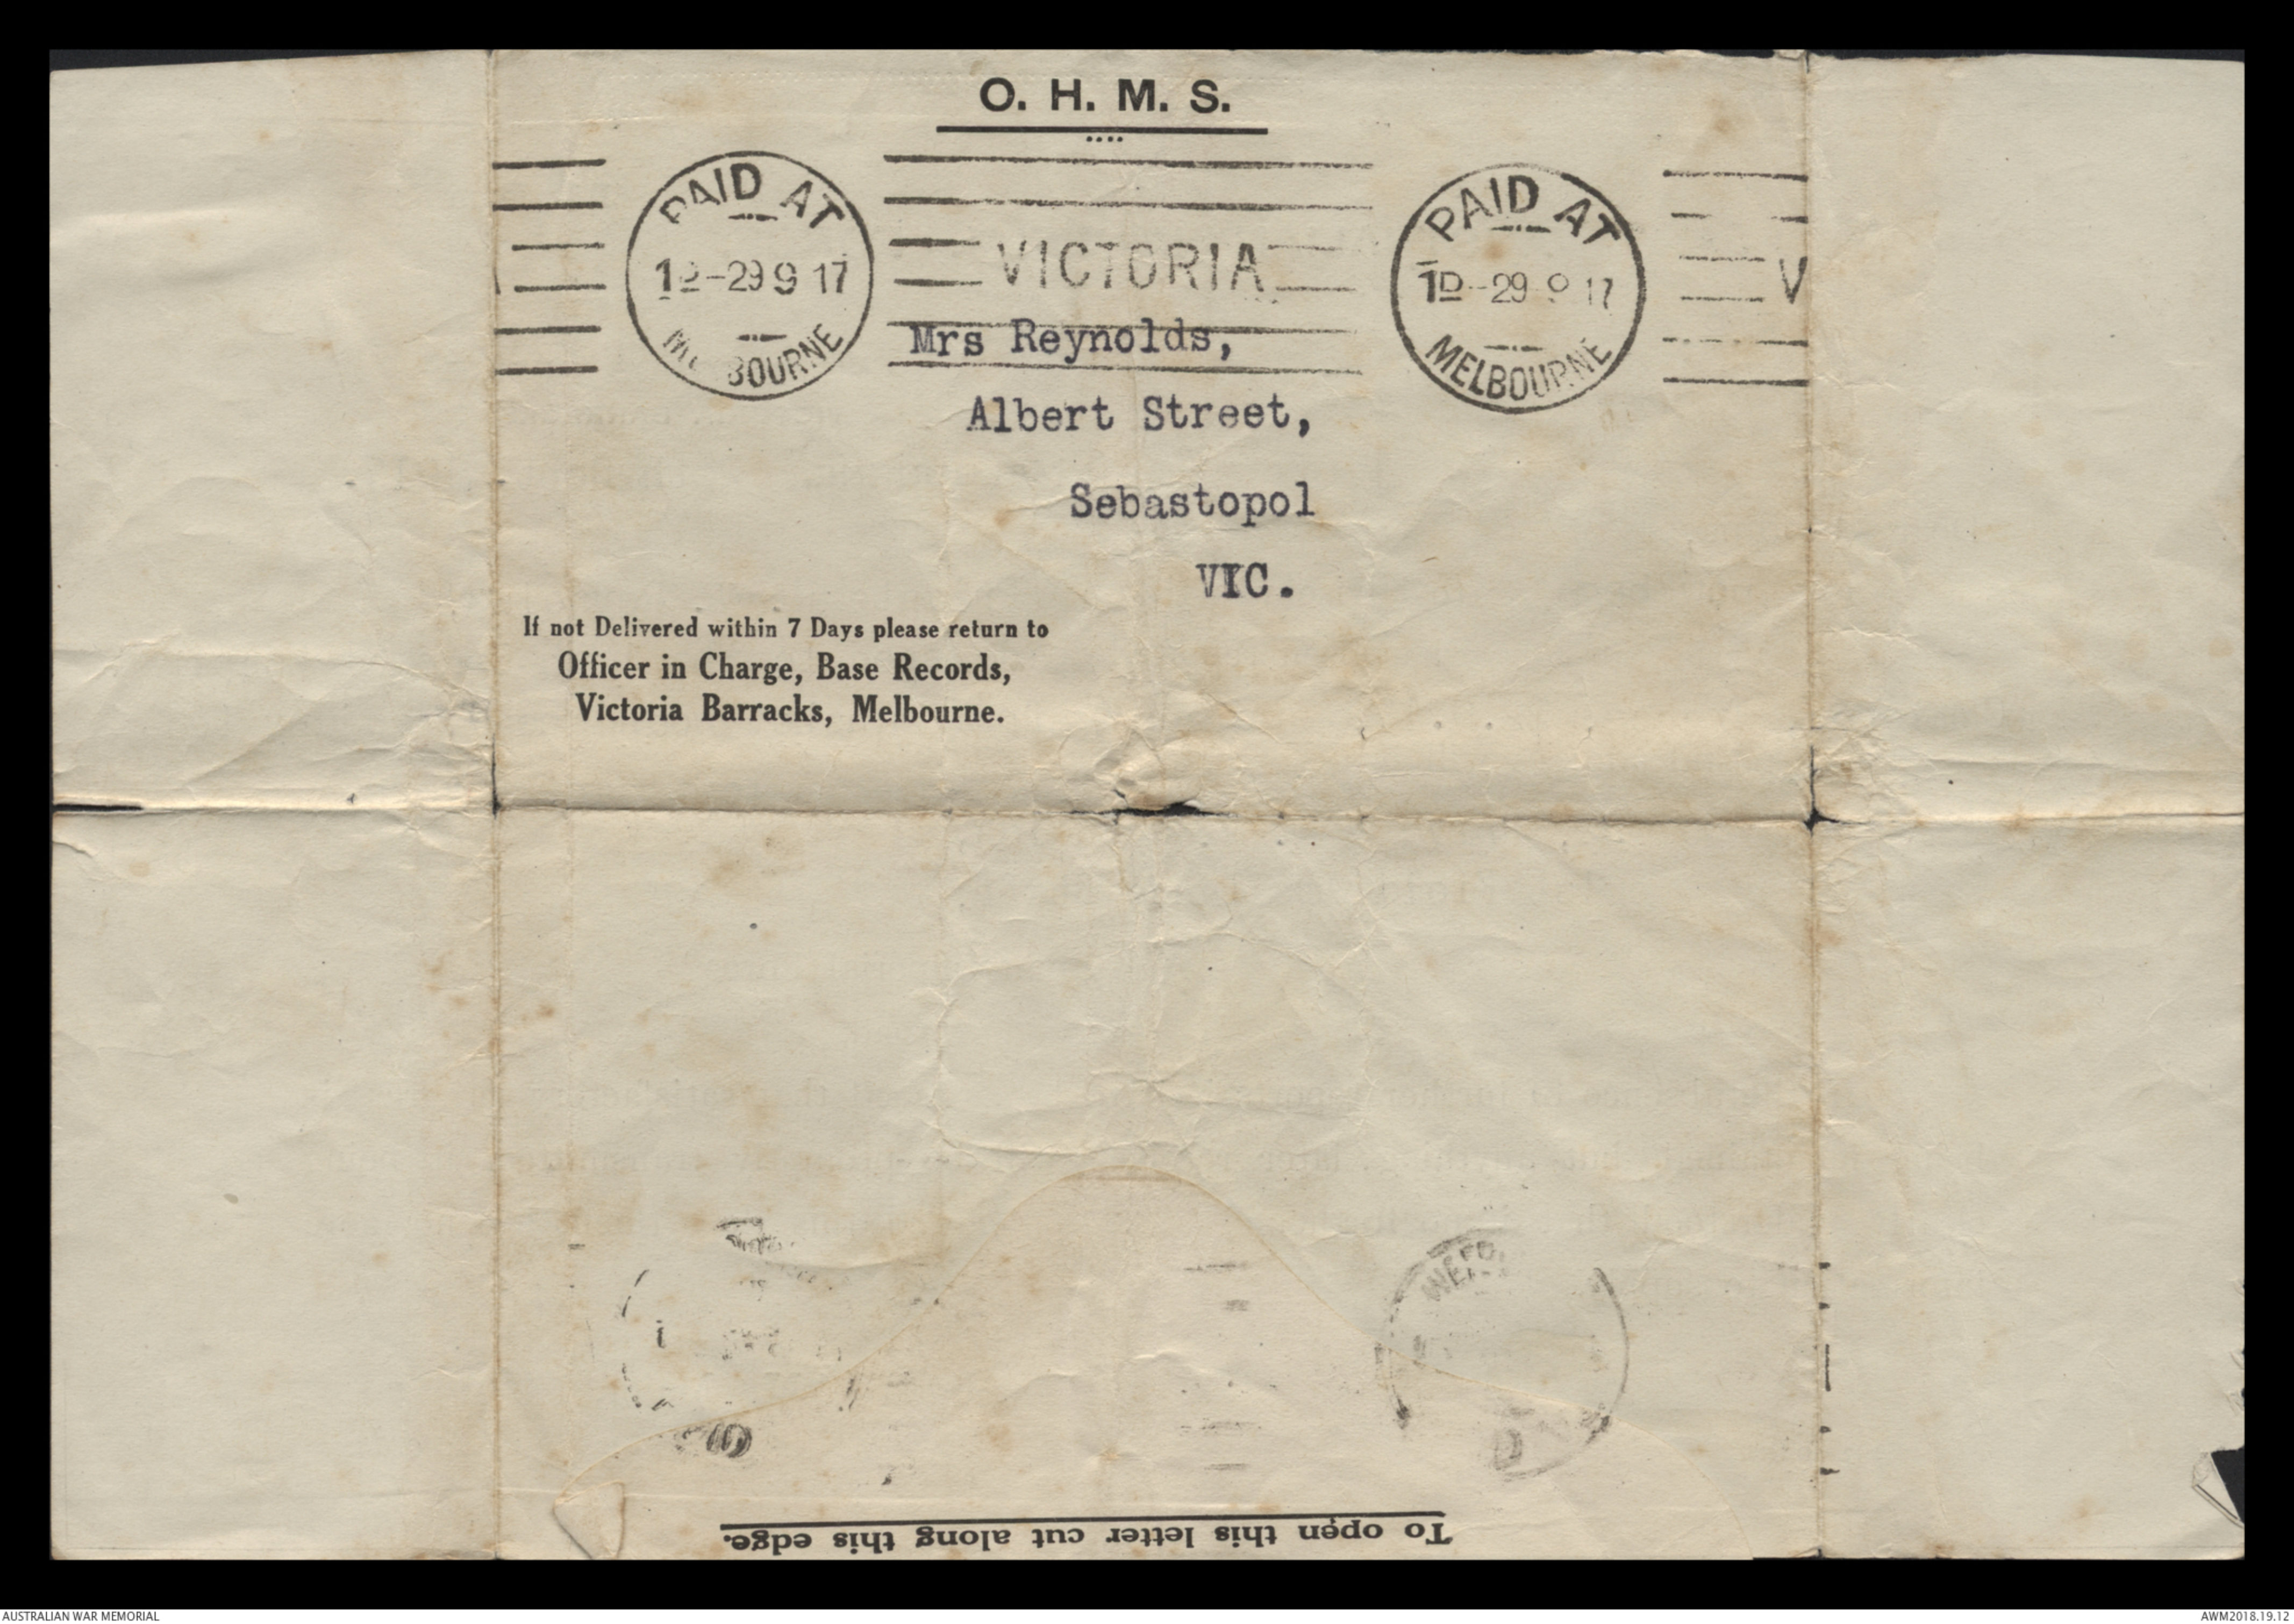 O. H. M. S.
PAID AT
1D-29 9 17
MELBOURNE
VICTORIA
PAID AT
1D-29 9 17
MELBOURNE
V
Mrs Reynolds,
Albert Street,
Sebastopol
VIC.
If not Delivered within 7 Days please return to
Officer in Charge, Base Records,
Victoria Barracks, Melbourne.
To open this letter cut along this edge.
AUSTRALIAN WAR MEMORIAL
AWM2018.19.12